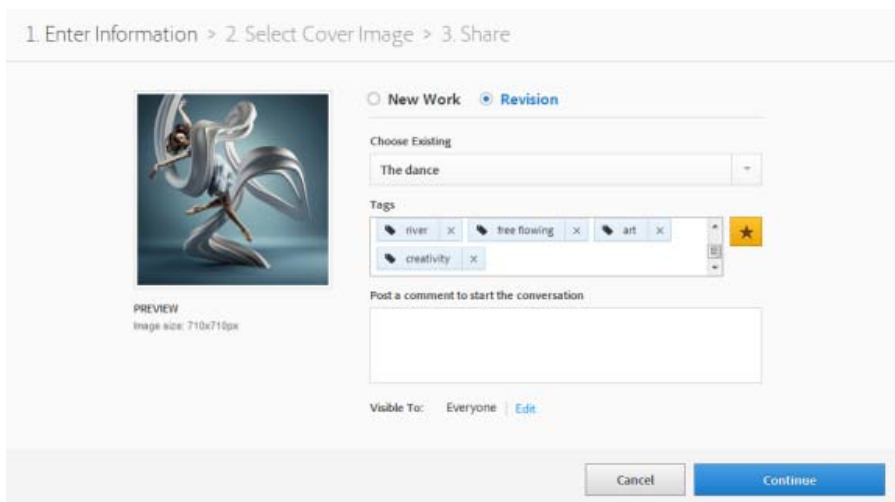 1. Enter Information > 2. Select Cover Image > 3. Share
New Work Revision
Choose Existing
The dance
Tags
river x free flowing x art x
creativity x
Post a comment to start the conversation
PREVIEW
Image size: 710x710px
Visible To: Everyone Edit
Cancel Continue